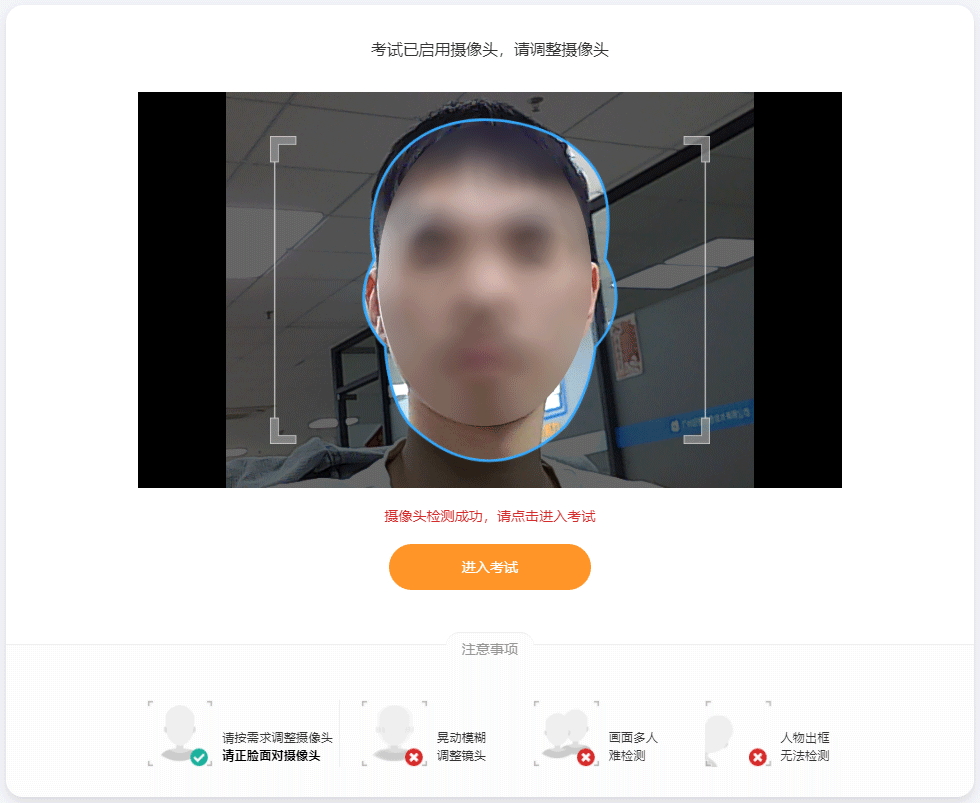 考试已启用摄像头，请调整摄像头
摄像头检测成功，请点击进入考试
进入考试
注意事项
请按需求调整摄像头
请正脸面对摄像头
晃动模糊
调整镜头
画面多人
难检测
人物出框
无法检测